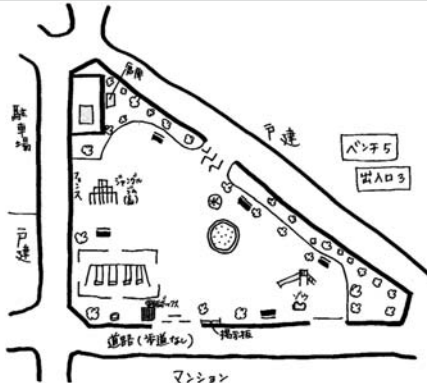 倉庫
駐車場
戸建
ベンチ5
出入口3
フェンス
ジャングル
戸建
ゾウ
掲示板
道路(歩道なし)
マンション